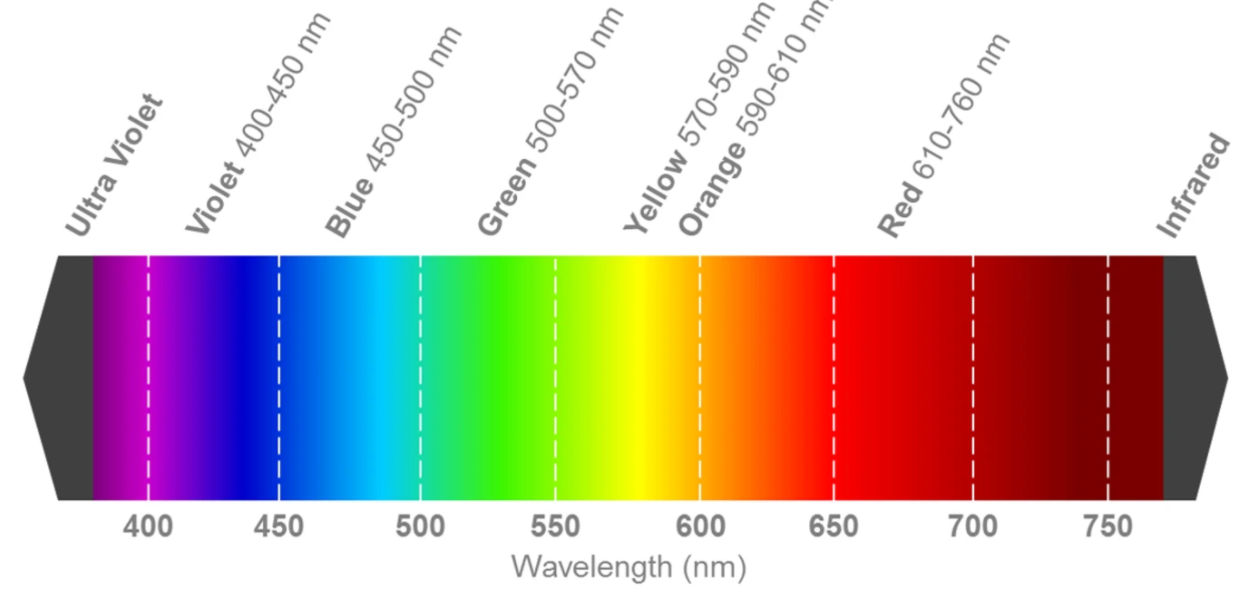 Ultra Violet
Violet 400-450 nm
Blue 450-500 nm
Green 500-570 nm
Yellow 570-590 nm
Orange 590-610 nm
Red 610-760 nm
Infrared
400 450 500 550 600 650 700 750
Wavelength (nm)